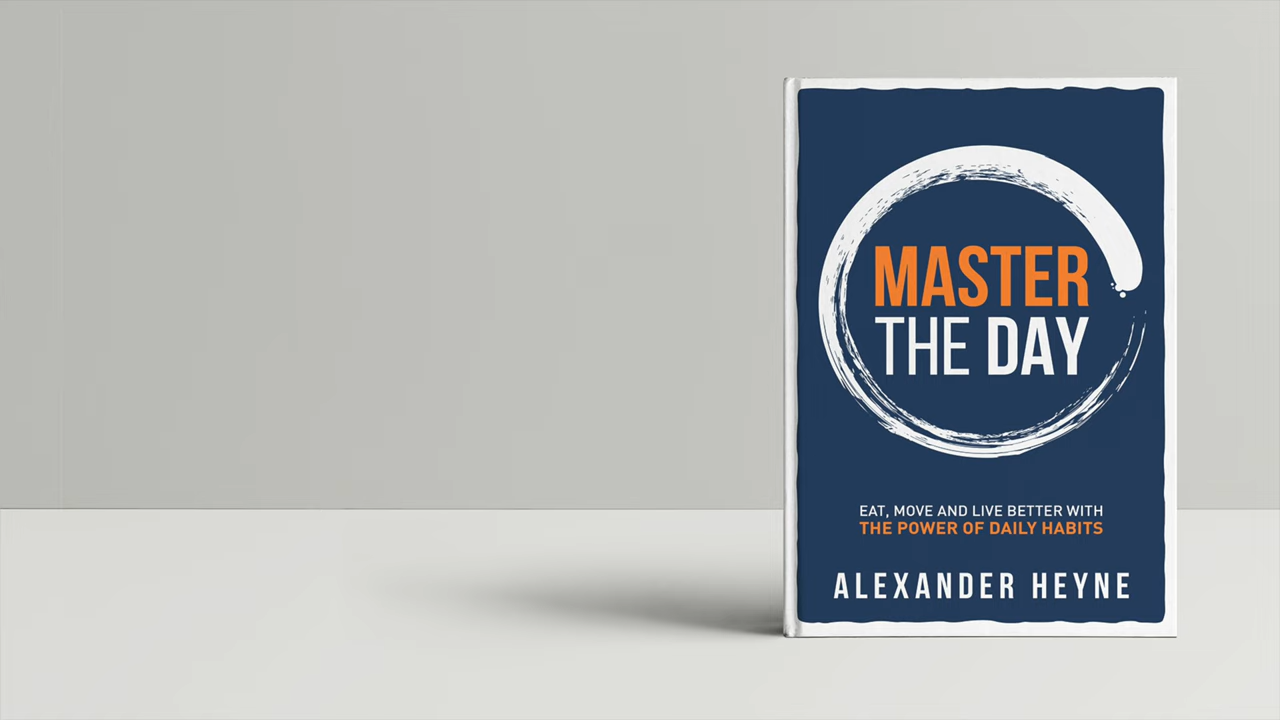 MASTER
THE DAY
EAT, MOVE AND LIVE BETTER WITH
THE POWER OF DAILY HABITS
ALEXANDER HEYNE